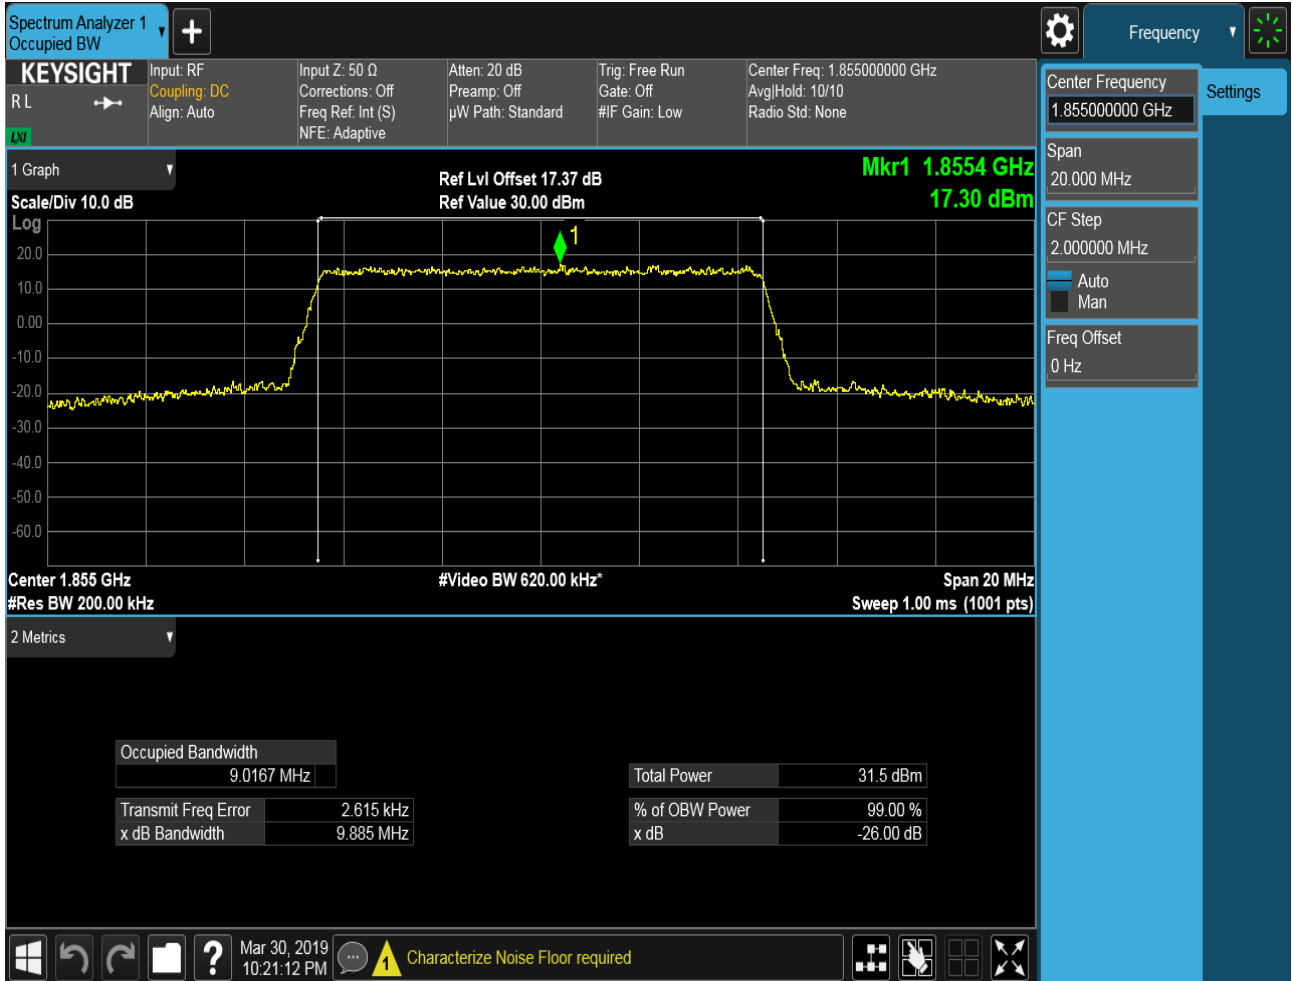 Spectrum Analyzer 1
Occupied BW
Frequency
KEYSIGHT
R L
LXI
Input: RF
Coupling: DC
Align: Auto
Input Z: 50 Ω
Corrections: Off
Freq Ref: Int (S)
NFE: Adaptive
Atten: 20 dB
Preamp: Off
µW Path: Standard
Trig: Free Run
Gate: Off
#IF Gain: Low
Center Freq: 1.855000000 GHz
Avg|Hold: 10/10
Radio Std: None
Center Frequency
1.855000000 GHz
Settings
Span
20.000 MHz
CF Step
2.000000 MHz
Auto
Man
Freq Offset
0 Hz
1 Graph
Scale/Div 10.0 dB
Ref Lvl Offset 17.37 dB
Ref Value 30.00 dBm
Mkr1 1.8554 GHz
17.30 dBm
Log
1
20.0
10.0
0.00
-10.0
-20.0
-30.0
-40.0
-50.0
-60.0
Center 1.855 GHz
#Video BW 620.00 kHz*
Span 20 MHz
#Res BW 200.00 kHz
Sweep 1.00 ms (1001 pts)
2 Metrics
Occupied Bandwidth
9.0167 MHz
Total Power 31.5 dBm
Transmit Freq Error 2.615 kHz
% of OBW Power 99.00 %
x dB Bandwidth 9.885 MHz
x dB -26.00 dB
?
Mar 30, 2019
10:21:12 PM
1
Characterize Noise Floor required